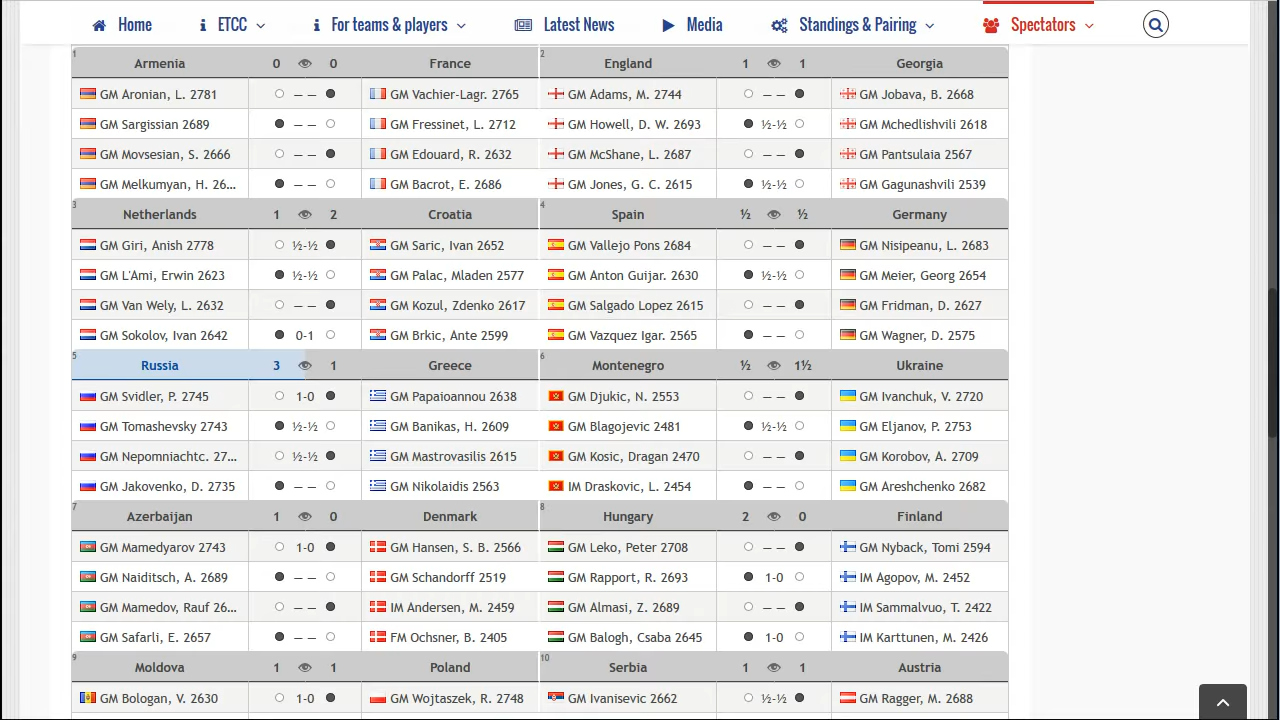 Home ETCC For teams & players Latest News Media Standings & Pairing Spectators
1 Armenia 0 0 France 2 England 1 1 Georgia
GM Aronian, L. 2781 – – GM Vachier-Lagr. 2765 GM Adams, M. 2744 – – GM Jobava, B. 2668
GM Sargissian 2689 – – GM Fressinet, L. 2712 GM Howell, D. W. 2693 ½-½ GM Mchedlishvili 2618
GM Movsesian, S. 2666 – – GM Edouard, R. 2632 GM McShane, L. 2687 – – GM Pantsulaia 2567
GM Melkumyan, H. 26... – – GM Bacrot, E. 2686 GM Jones, G. C. 2615 ½-½ GM Gagunashvili 2539
3 Netherlands 1 2 Croatia 4 Spain ½ ½ Germany
GM Giri, Anish 2778 ½-½ GM Saric, Ivan 2652 GM Vallejo Pons 2684 – – GM Nisipeanu, L. 2683
GM L'Ami, Erwin 2623 ½-½ GM Palac, Mladen 2577 GM Anton Guijar. 2630 ½-½ GM Meier, Georg 2654
GM Van Wely, L. 2632 – – GM Kozul, Zdenko 2617 GM Salgado Lopez 2615 – – GM Fridman, D. 2627
GM Sokolov, Ivan 2642 0-1 GM Brkic, Ante 2599 GM Vazquez Igar. 2565 – – GM Wagner, D. 2575
5 Russia 3 1 Greece 6 Montenegro ½ 1½ Ukraine
GM Svidler, P. 2745 1-0 GM Papaioannou 2638 GM Djukic, N. 2553 – – GM Ivanchuk, V. 2720
GM Tomashevsky 2743 ½-½ GM Banikas, H. 2609 GM Blagojevic 2481 ½-½ GM Eljanov, P. 2753
GM Nepomniachtc. 27... ½-½ GM Mastrovasilis 2615 GM Kosic, Dragan 2470 – – GM Korobov, A. 2709
GM Jakovenko, D. 2735 – – GM Nikolaidis 2563 IM Draskovic, L. 2454 – – GM Areshchenko 2682
7 Azerbaijan 1 0 Denmark 8 Hungary 2 0 Finland
GM Mamedyarov 2743 1-0 GM Hansen, S. B. 2566 GM Leko, Peter 2708 – – GM Nyback, Tomi 2594
GM Naiditsch, A. 2689 – – GM Schandorff 2519 GM Rapport, R. 2693 1-0 IM Agopov, M. 2452
GM Mamedov, Rauf 26... – – IM Andersen, M. 2459 GM Almasi, Z. 2689 – – IM Sammalvuo, T. 2422
GM Safarli, E. 2657 – – FM Ochsner, B. 2405 GM Balogh, Csaba 2645 1-0 IM Karttunen, M. 2426
9 Moldova 1 1 Poland 10 Serbia 1 1 Austria
GM Bologan, V. 2630 1-0 GM Wojtaszek, R. 2748 GM Ivanisevic 2662 ½-½ GM Ragger, M. 2688